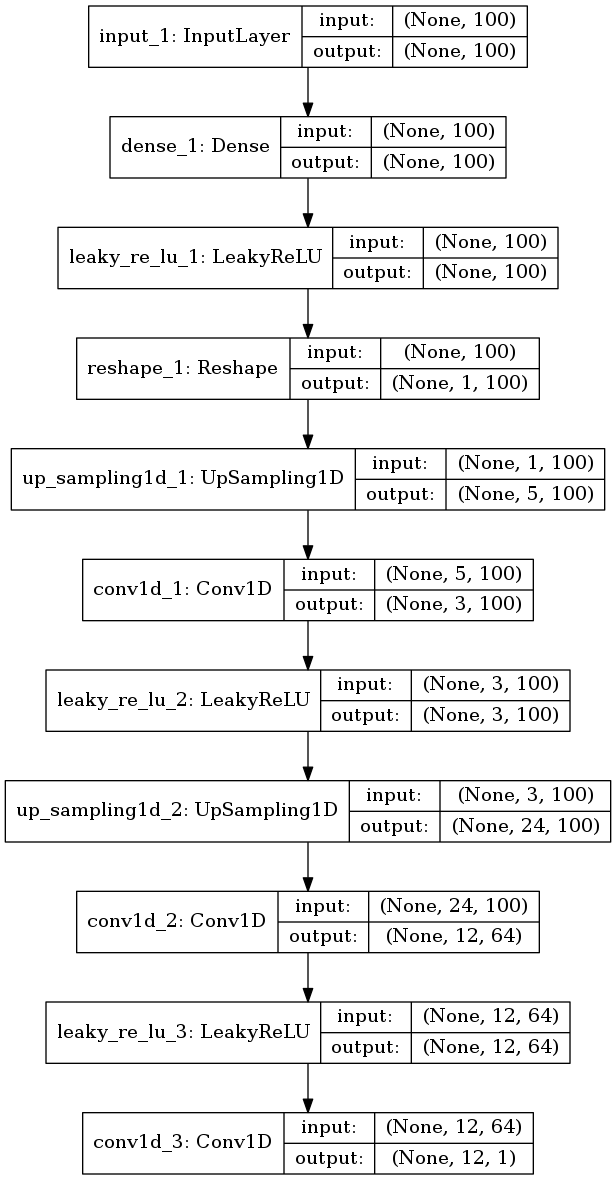 input_1: InputLayer
input: (None, 100)
output: (None, 100)
dense_1: Dense
input: (None, 100)
output: (None, 100)
leaky_re_lu_1: LeakyReLU
input: (None, 100)
output: (None, 100)
reshape_1: Reshape
input: (None, 100)
output: (None, 1, 100)
up_sampling1d_1: UpSampling1D
input: (None, 1, 100)
output: (None, 5, 100)
conv1d_1: Conv1D
input: (None, 5, 100)
output: (None, 3, 100)
leaky_re_lu_2: LeakyReLU
input: (None, 3, 100)
output: (None, 3, 100)
up_sampling1d_2: UpSampling1D
input: (None, 3, 100)
output: (None, 24, 100)
conv1d_2: Conv1D
input: (None, 24, 100)
output: (None, 12, 64)
leaky_re_lu_3: LeakyReLU
input: (None, 12, 64)
output: (None, 12, 64)
conv1d_3: Conv1D
input: (None, 12, 64)
output: (None, 12, 1)